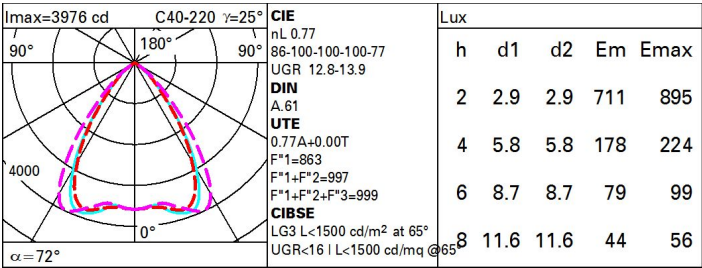 Imax=3976 cd C40-220 γ=25°
90° 180° 90°
4000
0°
α=72°
CIE
nL 0.77
86-100-100-100-77
UGR 12.8-13.9
DIN
A.61
UTE
0.77A+0.00T
F"1=863
F"1+F"2=997
F"1+F"2+F"3=999
CIBSE
LG3 L<1500 cd/m² at 65°
UGR<16 | L<1500 cd/mq @65°
Lux
h d1 d2 Em Emax
2 2.9 2.9 711 895
4 5.8 5.8 178 224
6 8.7 8.7 79 99
8 11.6 11.6 44 56